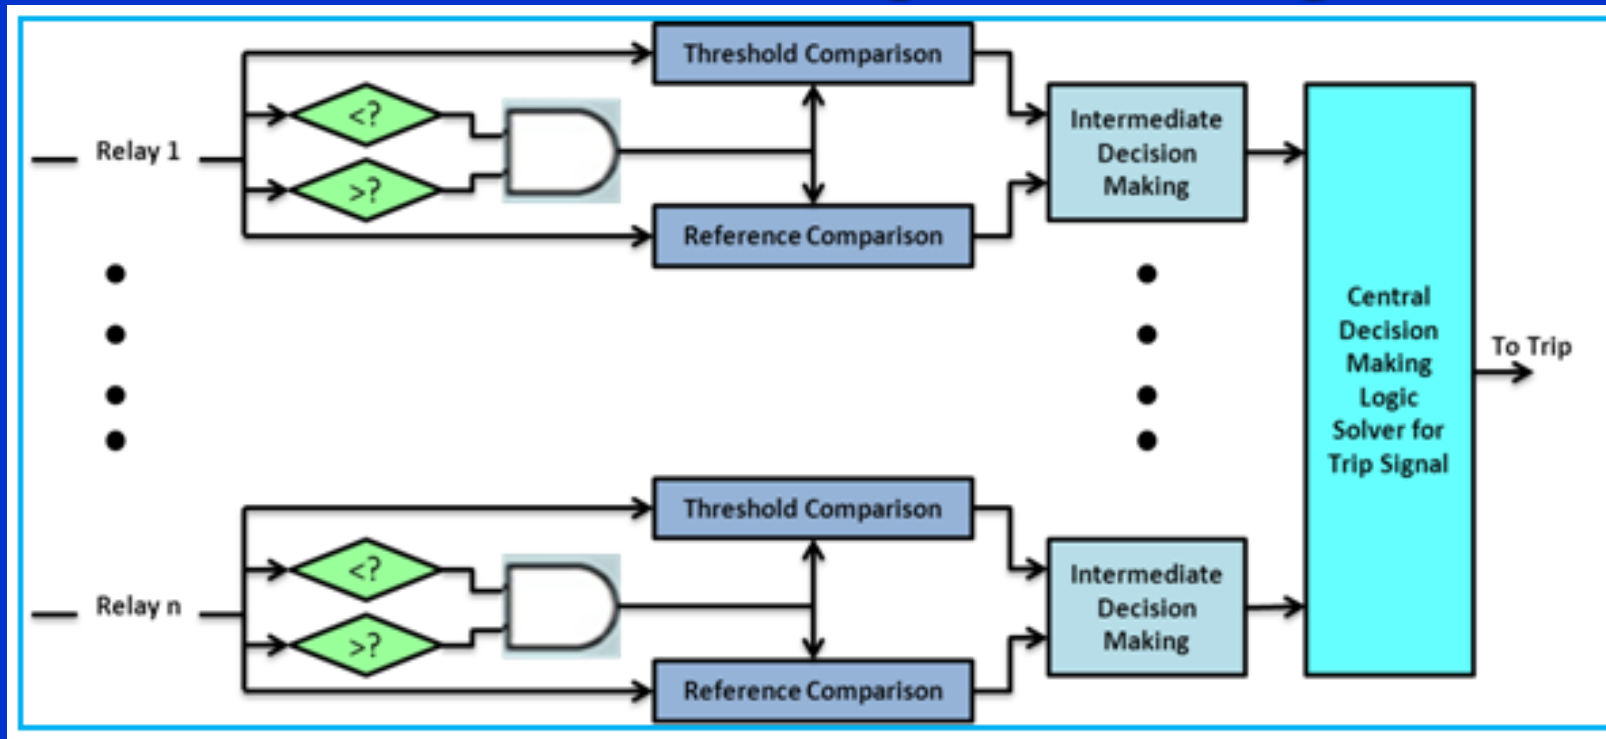 Threshold Comparison
<?
Relay 1
>?
Reference Comparison
Intermediate
Decision
Making
Threshold Comparison
<?
Relay n
>?
Reference Comparison
Intermediate
Decision
Making
Central
Decision
Making
Logic
Solver for
Trip Signal
To Trip